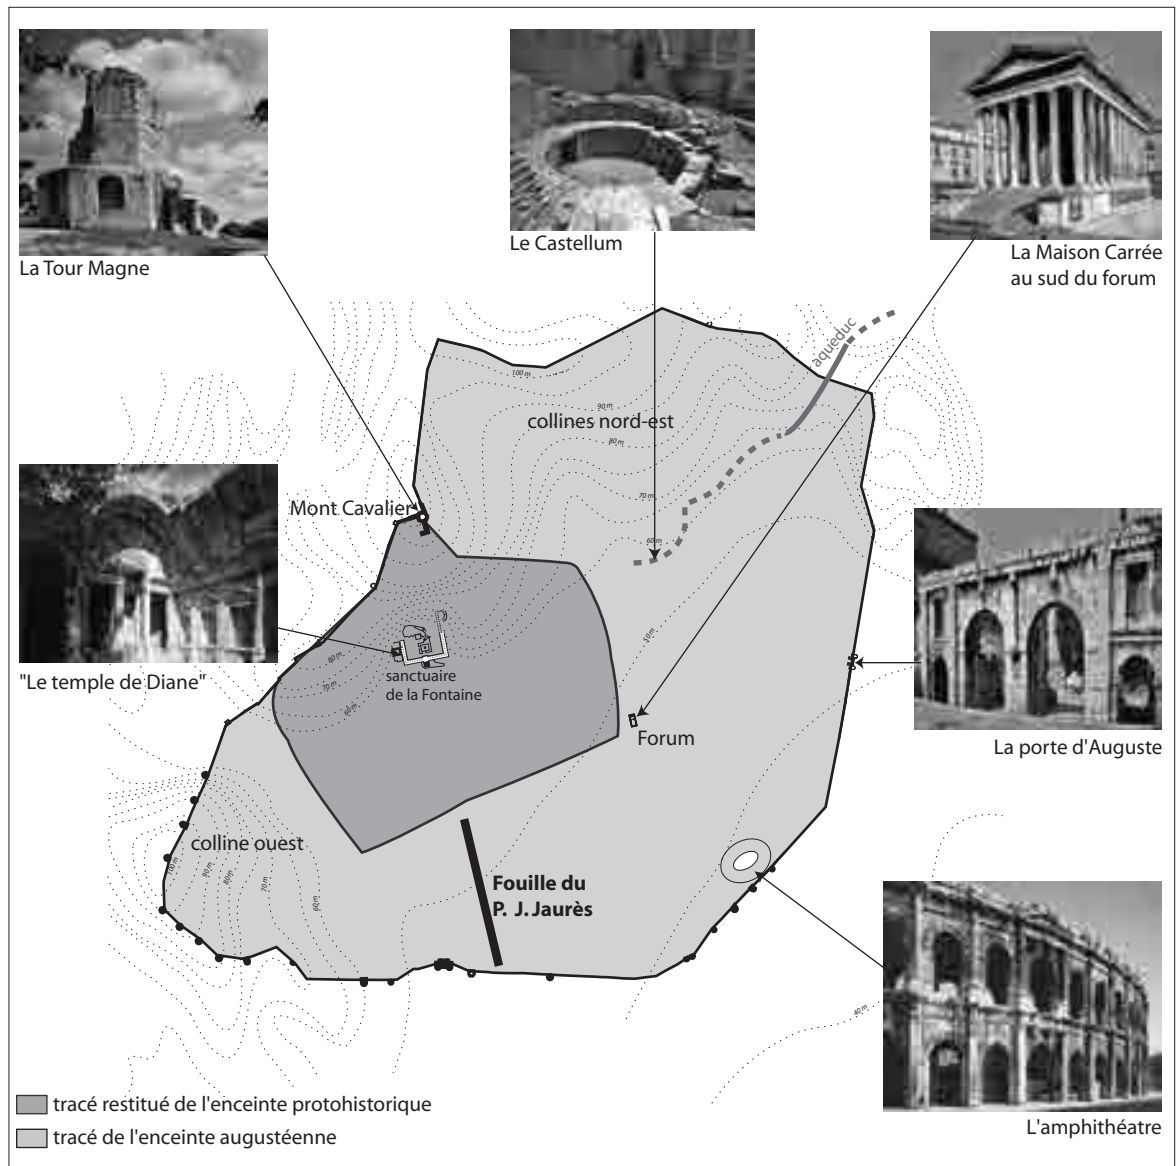 La Tour Magne
Le Castellum
La Maison Carrée
au sud du forum
aqueduc
100 m
90 m
collines nord-est
80 m
70 m
Mont Cavalier
60 m
50 m
80 m
70 m
60 m
sanctuaire
de la Fontaine
"Le temple de Diane"
Forum
La porte d'Auguste
colline ouest
100 m
90 m
80 m
70 m
60 m
Fouille du
P. J. Jaurès
40 m
tracé restitué de l'enceinte protohistorique
tracé de l'enceinte augustéenne
L'amphithéatre